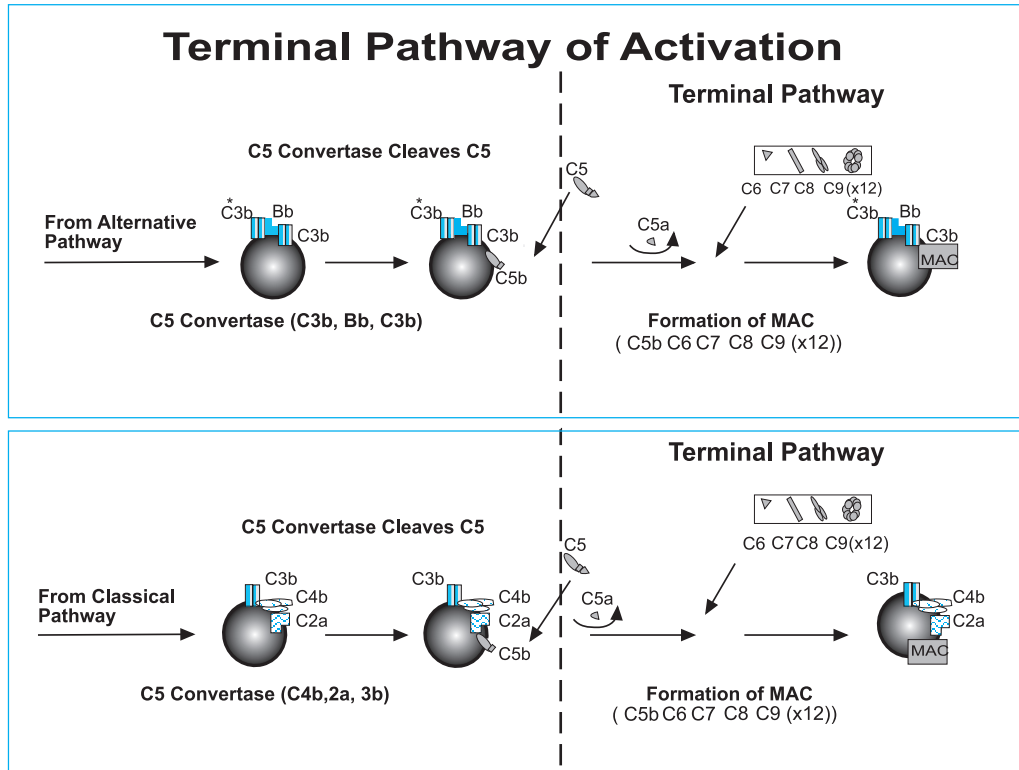 Terminal Pathway of Activation
Terminal Pathway
C5 Convertase Cleaves C5
C5
C6 C7 C8 C9 (x12)
From Alternative
Pathway
*
C3b
Bb
C3b
*
C3b
Bb
C3b
C5b
C5a
*
C3b
Bb
C3b
MAC
C5 Convertase (C3b, Bb, C3b)
Formation of MAC
( C5b C6 C7 C8 C9 (x12))
Terminal Pathway
C5 Convertase Cleaves C5
C5
C6 C7 C8 C9 (x12)
From Classical
Pathway
C3b
C4b
C2a
C3b
C4b
C2a
C5b
C5a
C3b
C4b
C2a
MAC
C5 Convertase (C4b,2a, 3b)
Formation of MAC
( C5b C6 C7 C8 C9 (x12))